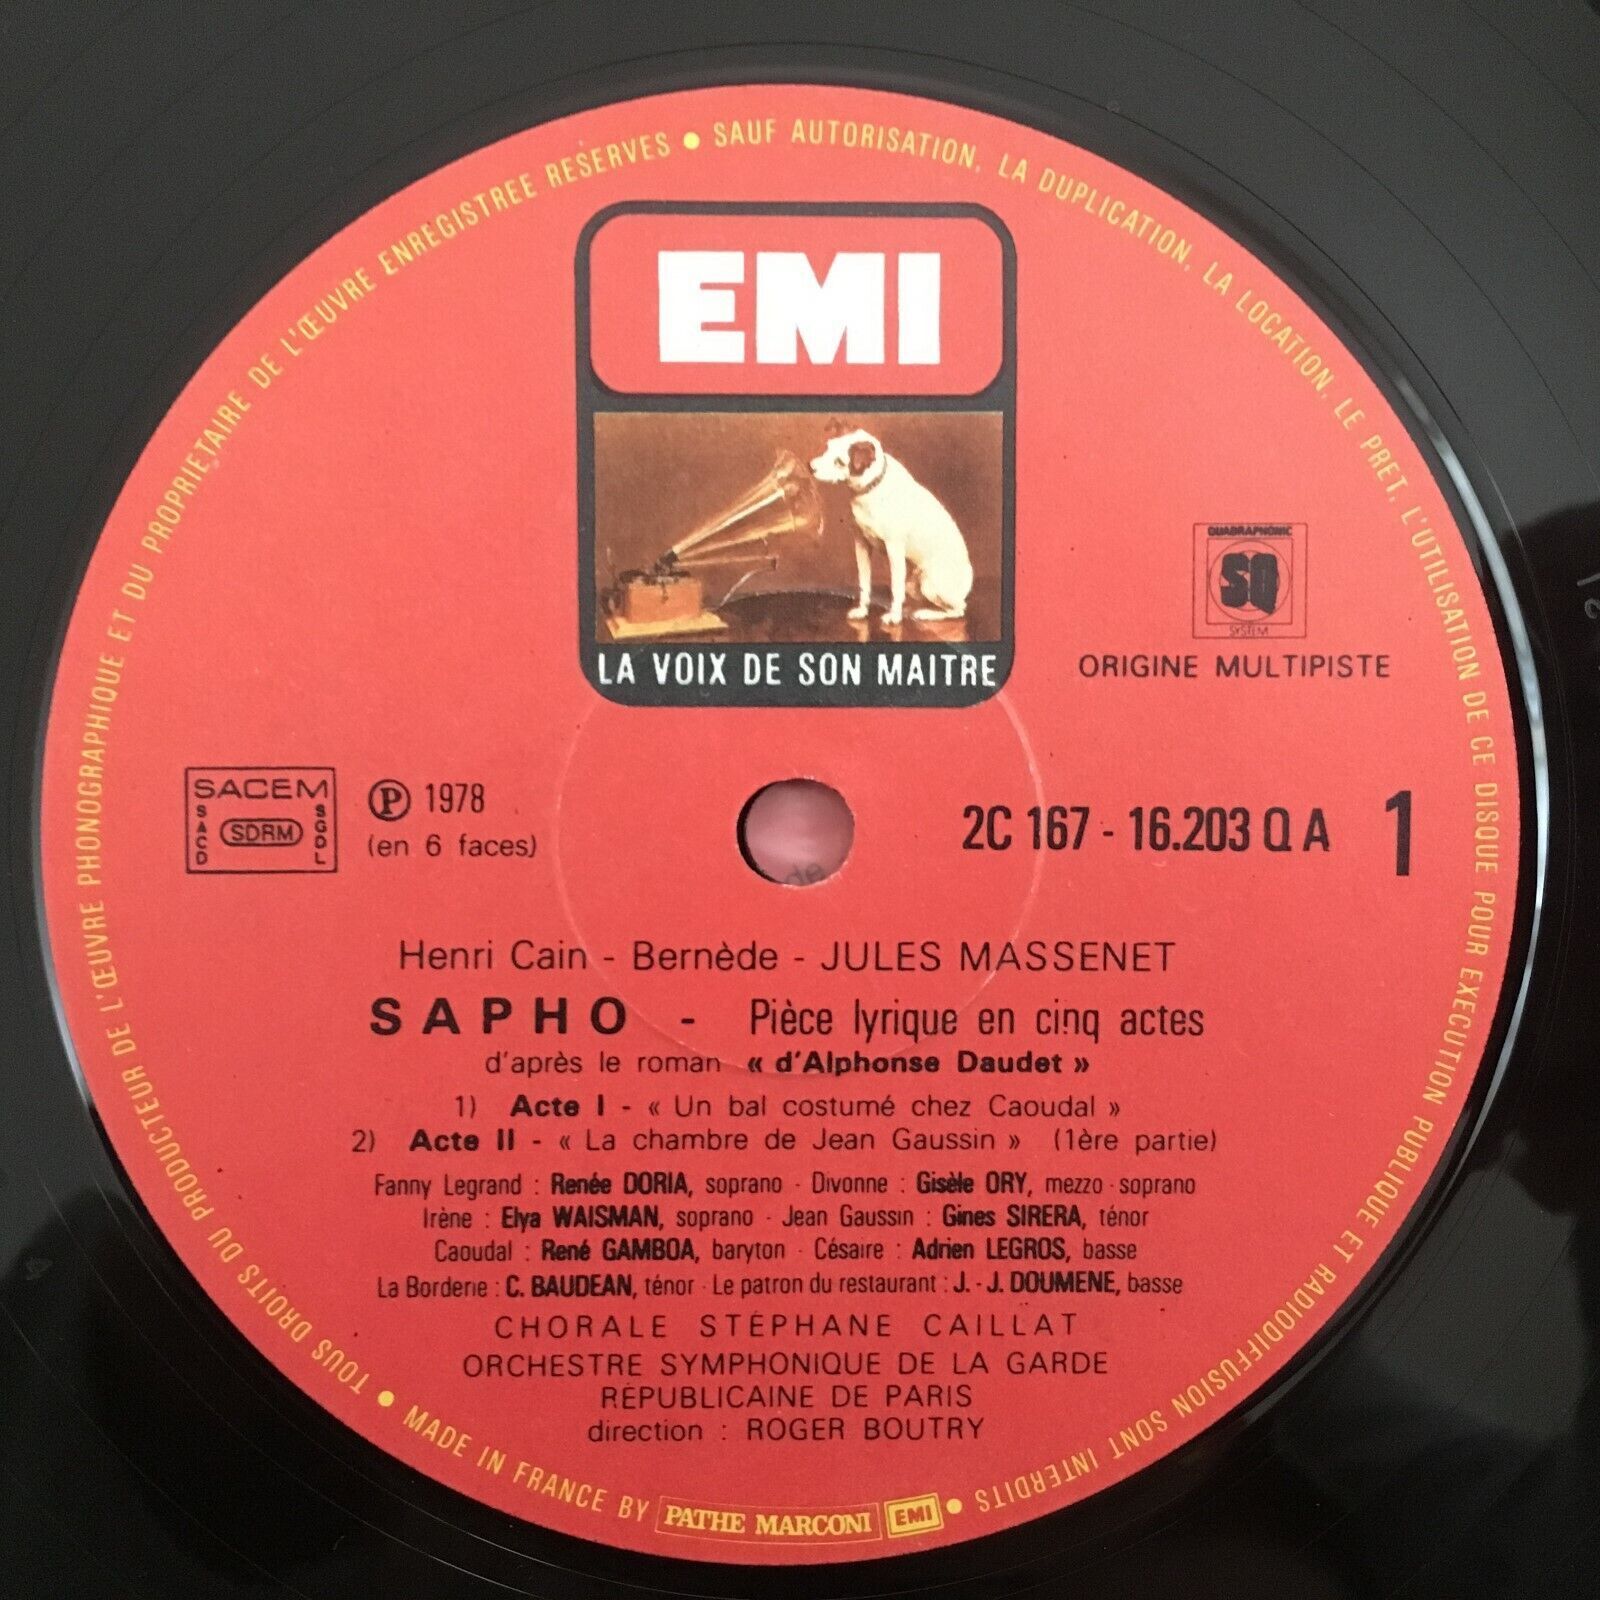 TOUS DROITS DU PRODUCTEUR DE L'ŒUVRE PHONOGRAPHIQUE ET DU PROPRIETAIRE DE L'ŒUVRE ENREGISTREE RESERVES • SAUF AUTORISATION, LA DUPLICATION, LA LOCATION, LE PRET, L'UTILISATION DE CE DISQUE POUR EXECUTION PUBLIQUE ET RADIODIFFUSION SONT INTERDITS •
EMI
LA VOIX DE SON MAITRE
QUADRAPHONIC
SQ
SYSTEM
ORIGINE MULTIPISTE
SACEM
SACD
SDRM
SGDL
℗ 1978
(en 6 faces)
2C 167 - 16.203 Q A 1
Henri Cain - Bernède - JULES MASSENET
SAPHO - Pièce lyrique en cinq actes
d'après le roman « d'Alphonse Daudet »
1) Acte I - « Un bal costumé chez Caoudal »
2) Acte II - « La chambre de Jean Gaussin » (1ère partie)
Fanny Legrand : Renée DORIA, soprano - Divonne : Gisèle ORY, mezzo-soprano
Irène : Elya WAISMAN, soprano - Jean Gaussin : Gines SIRERA, ténor
Caoudal : René GAMBOA, baryton - Césaire : Adrien LEGROS, basse
La Borderie : C. BAUDEAN, ténor - Le patron du restaurant : J.-J. DOUMENE, basse
CHORALE STÉPHANE CAILLAT
ORCHESTRE SYMPHONIQUE DE LA GARDE
RÉPUBLICAINE DE PARIS
direction : ROGER BOUTRY
MADE IN FRANCE BY PATHE MARCONI EMI